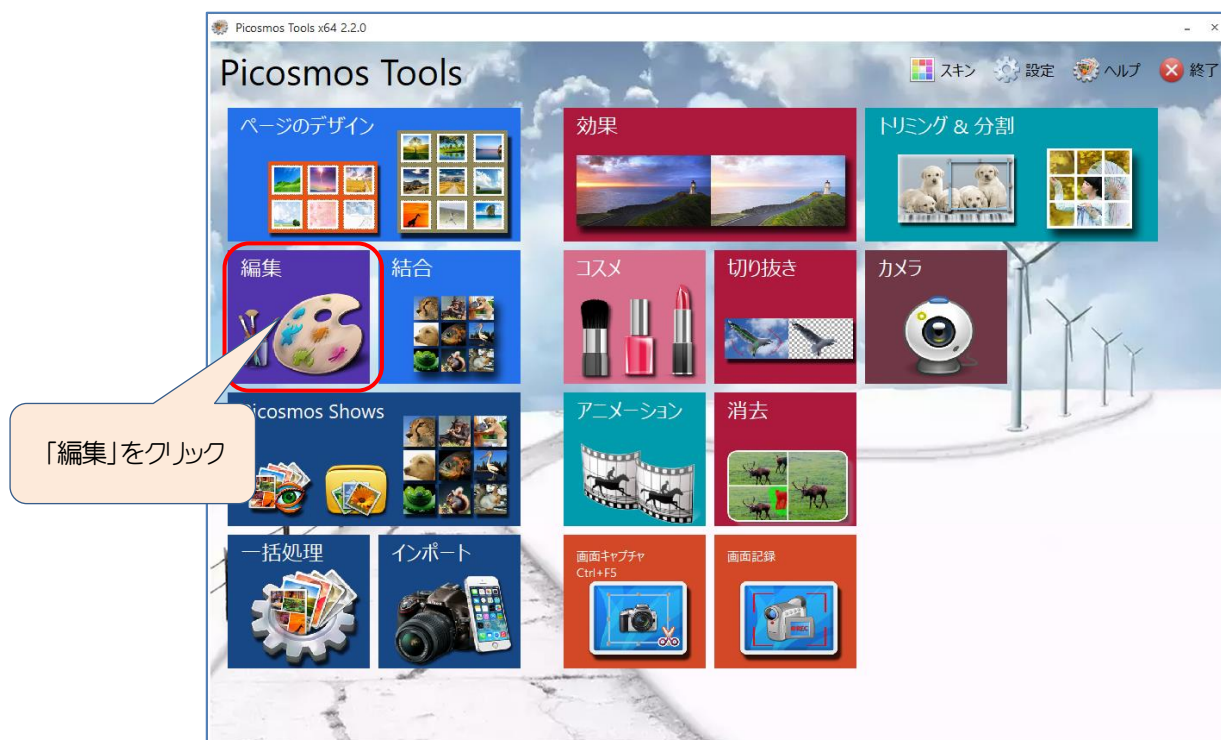 Picosmos Tools x64 2.2.0
Picosmos Tools
スキン
設定
ヘルプ
終了
ページのデザイン
効果
トリミング & 分割
編集
結合
コスメ
切り抜き
カメラ
「編集」をクリック
icosmos Shows
アニメーション
消去
一括処理
インポート
画面キャプチャ
Ctrl+F5
画面記録
REC